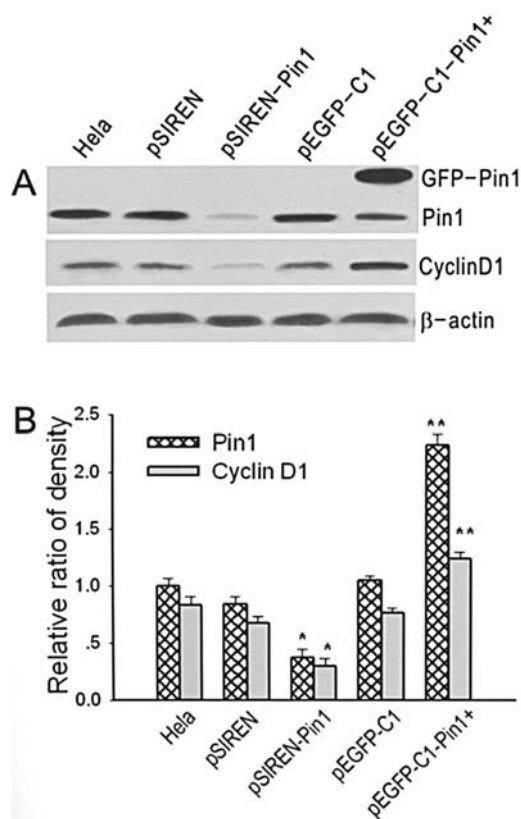 Hela
pSIREN
pSIREN-Pin1
pEGFP-C1
pEGFP-C1-Pin1+
A
GFP-Pin1
Pin1
CyclinD1
β-actin
B
Pin1
Cyclin D1
Relative ratio of density
2.5
2.0
1.5
1.0
.5
0.0
* *
** **
Hela
pSIREN
pSIREN-Pin1
pEGFP-C1
pEGFP-C1-Pin1+